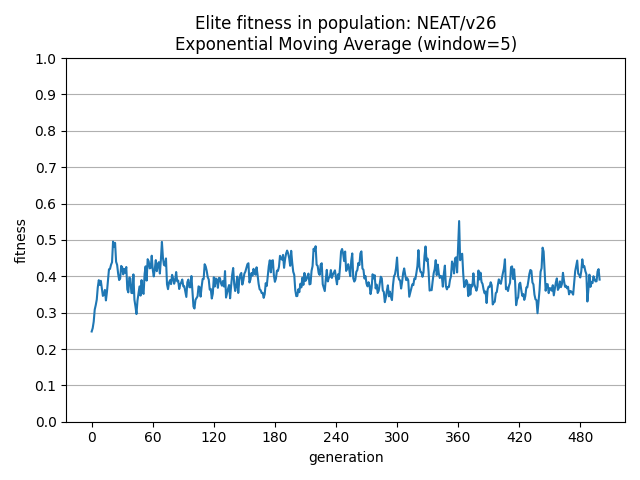 Elite fitness in population: NEAT/v26
Exponential Moving Average (window=5)
1.0
0.9
0.8
0.7
0.6
0.5
0.4
0.3
0.2
0.1
0.0
fitness
0 60 120 180 240 300 360 420 480
generation